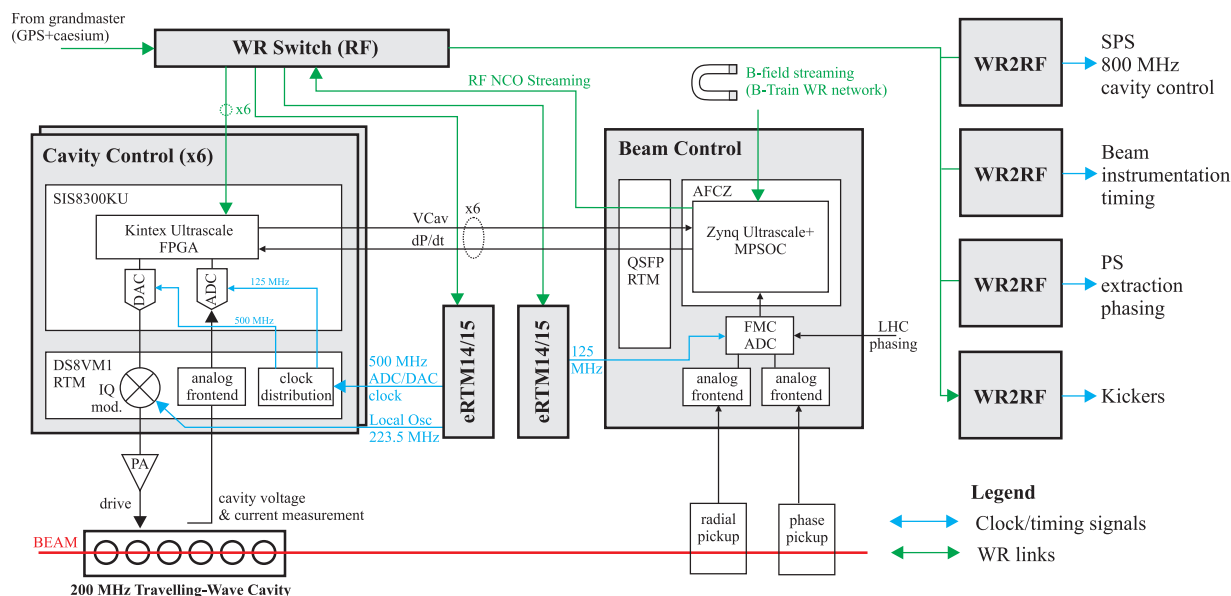 From grandmaster
(GPS+caesium)
WR Switch (RF)
RF NCO Streaming
B-field streaming
(B-Train WR network)
x6
Cavity Control (x6)
SIS8300KU
Kintex Ultrascale
FPGA
DAC
ADC
125 MHz
500 MHz
DS8VM1
RTM
IQ
mod.
analog
frontend
clock
distribution
PA
drive
cavity voltage
& current measurement
BEAM
200 MHz Travelling-Wave Cavity
VCav
x6
dP/dt
500 MHz
ADC/DAC
clock
Local Osc
223.5 MHz
eRTM14/15
eRTM14/15
125
MHz
Beam Control
QSFP
RTM
AFCZ
Zynq Ultrascale+
MPSOC
FMC
ADC
LHC
phasing
analog
frontend
analog
frontend
radial
pickup
phase
pickup
WR2RF
SPS
800 MHz
cavity control
WR2RF
Beam
instrumentation
timing
WR2RF
PS
extraction
phasing
WR2RF
Kickers
Legend
Clock/timing signals
WR links